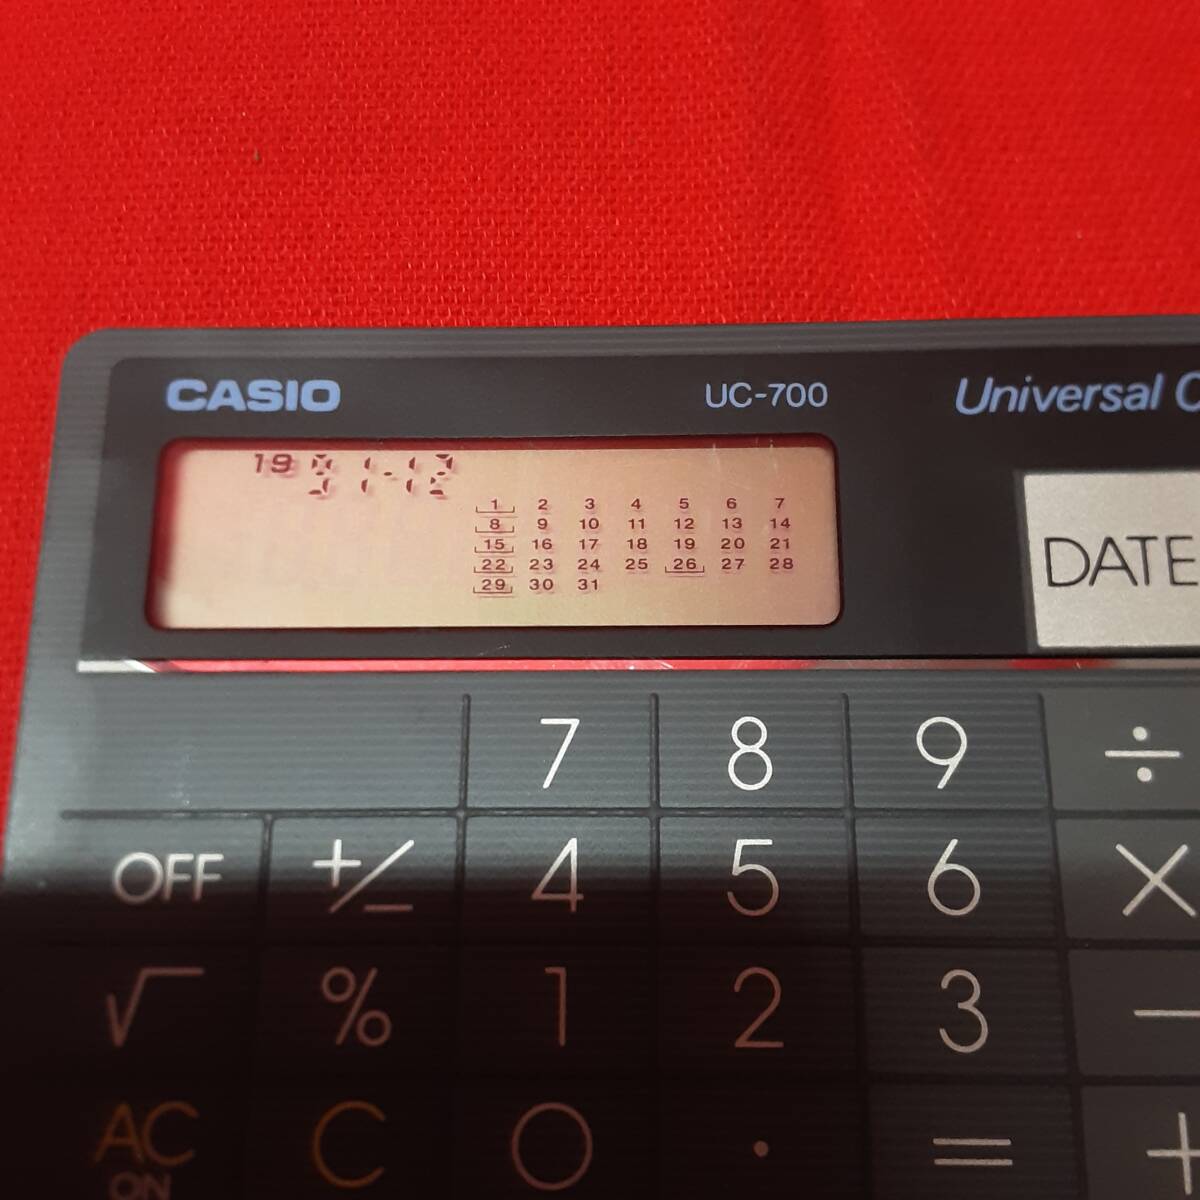 CASIO UC-700 Universal C
19 91-12
1 2 3 4 5 6 7
8 9 10 11 12 13 14
15 16 17 18 19 20 21
22 23 24 25 26 27 28
29 30 31
DATE
7 8 9 ÷
OFF +/− 4 5 6 ×
√ % 1 2 3 −
AC C 0 . = +
ON